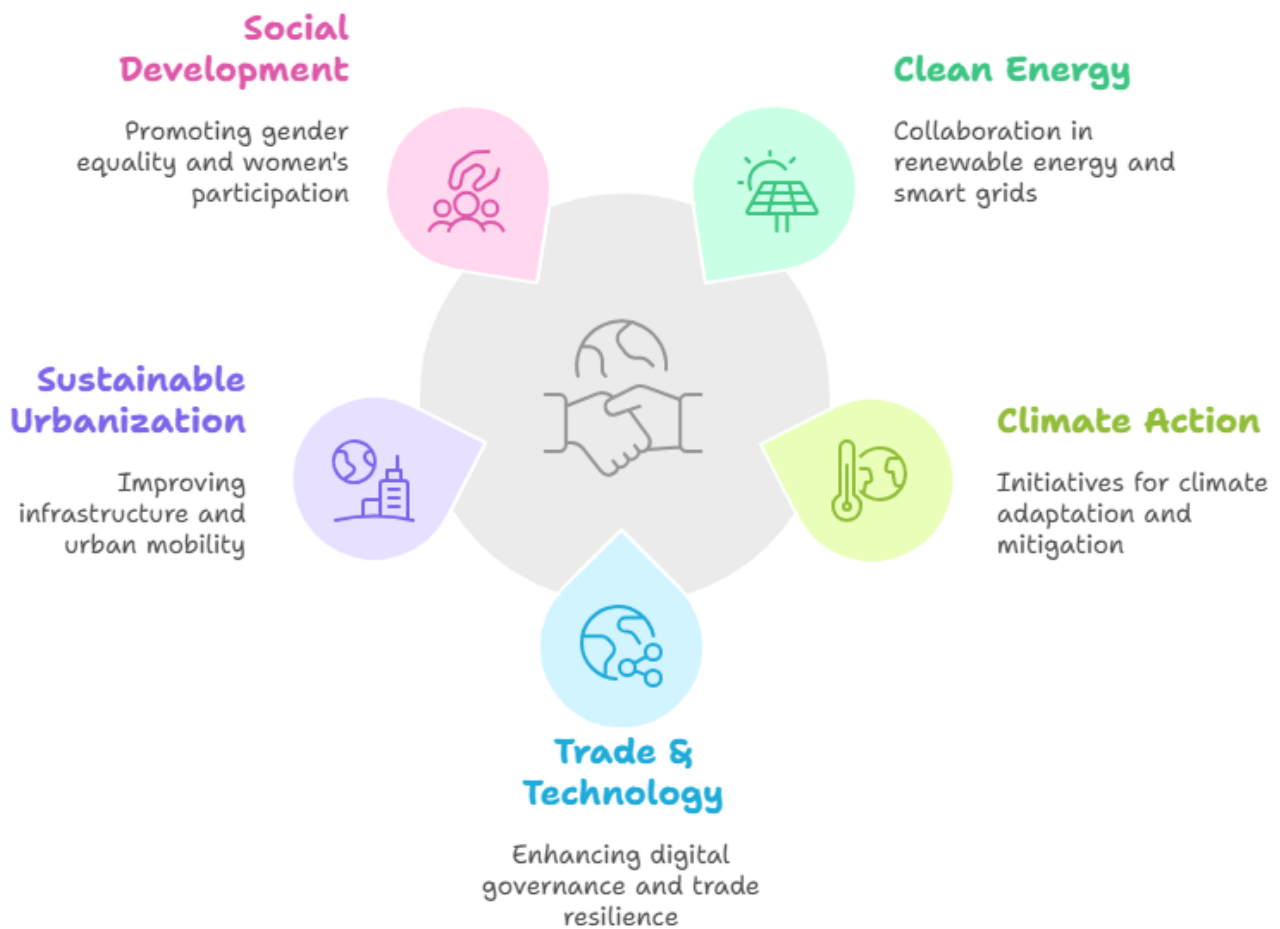 Social
Development
Promoting gender
equality and women's
participation
Clean Energy
Collaboration in
renewable energy and
smart grids
Sustainable
Urbanization
Improving
infrastructure and
urban mobility
Climate Action
Initiatives for climate
adaptation and
mitigation
Trade &
Technology
Enhancing digital
governance and trade
resilience